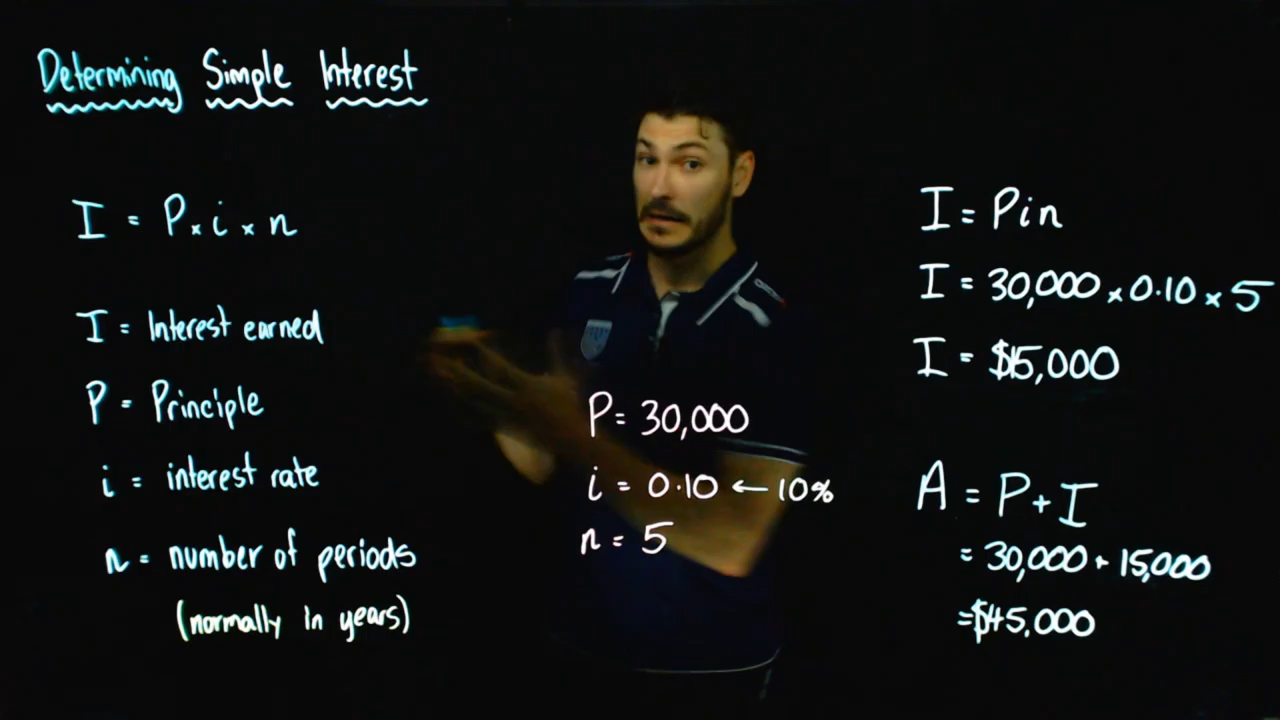 Determining Simple Interest
I = P × i × n
I = Interest earned
P = Principle
i = interest rate
n = number of periods
(normally in years)
P = 30,000
i = 0.10 ← 10%
n = 5
I = Pin
I = 30,000 × 0.10 × 5
I = $15,000
A = P + I
= 30,000 + 15,000
= $45,000